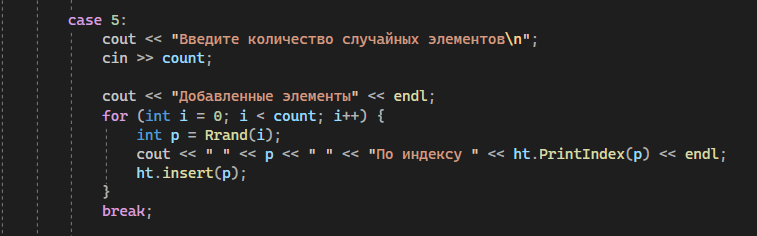 case 5:
cout << "Введите количество случайных элементов\n";
cin >> count;
cout << "Добавленные элементы" << endl;
for (int i = 0; i < count; i++) {
int p = Rrand(i);
cout << " " << p << " " << "По индексу " << ht.PrintIndex(p) << endl;
ht.insert(p);
}
break;